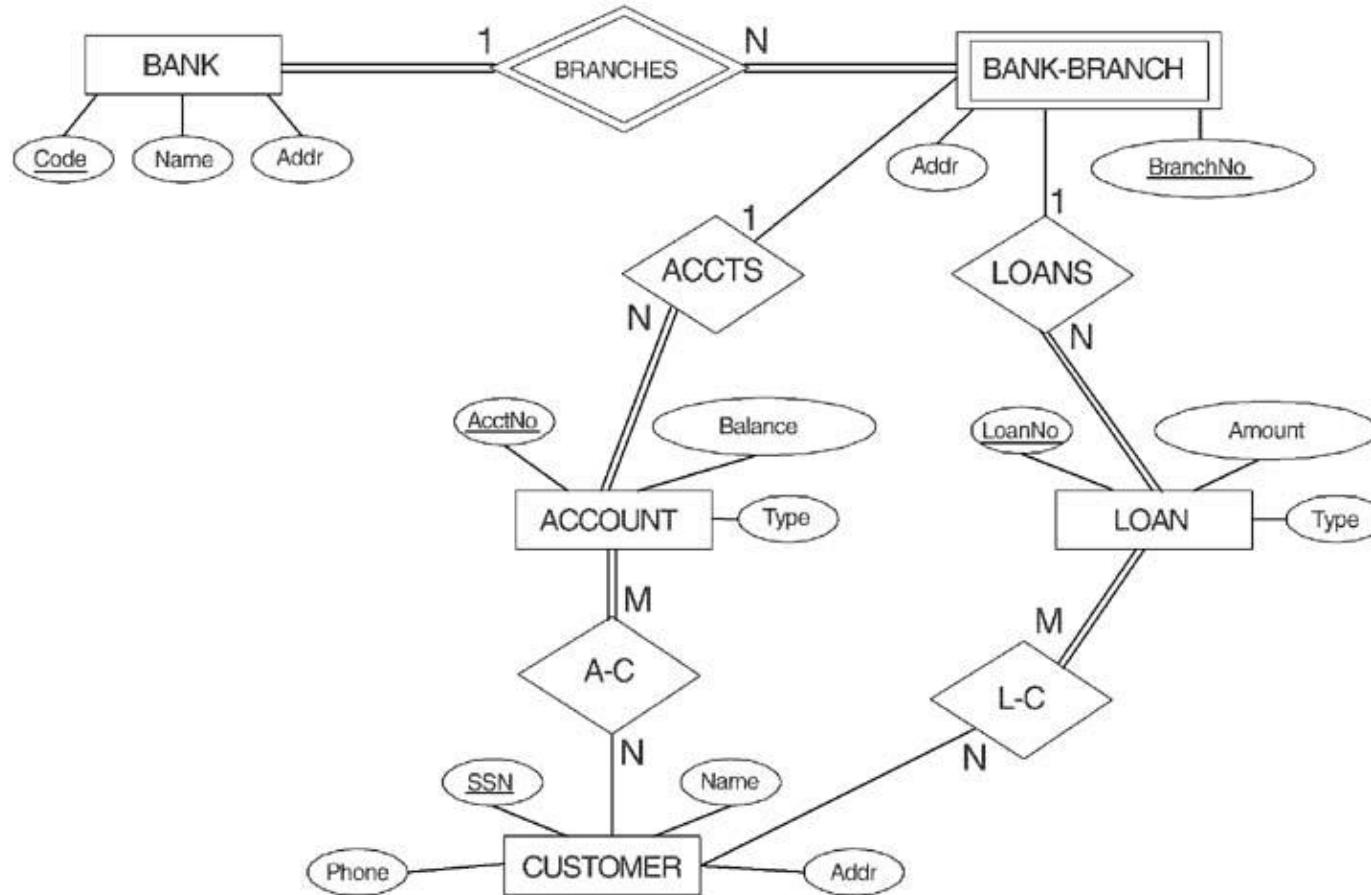 1
N
BANK
BRANCHES
BANK-BRANCH
Code
Name
Addr
Addr
BranchNo
1
1
ACCTS
LOANS
N
N
AcctNo
Balance
LoanNo
Amount
ACCOUNT
Type
LOAN
Type
M
M
A-C
L-C
N
N
SSN
Name
Phone
CUSTOMER
Addr